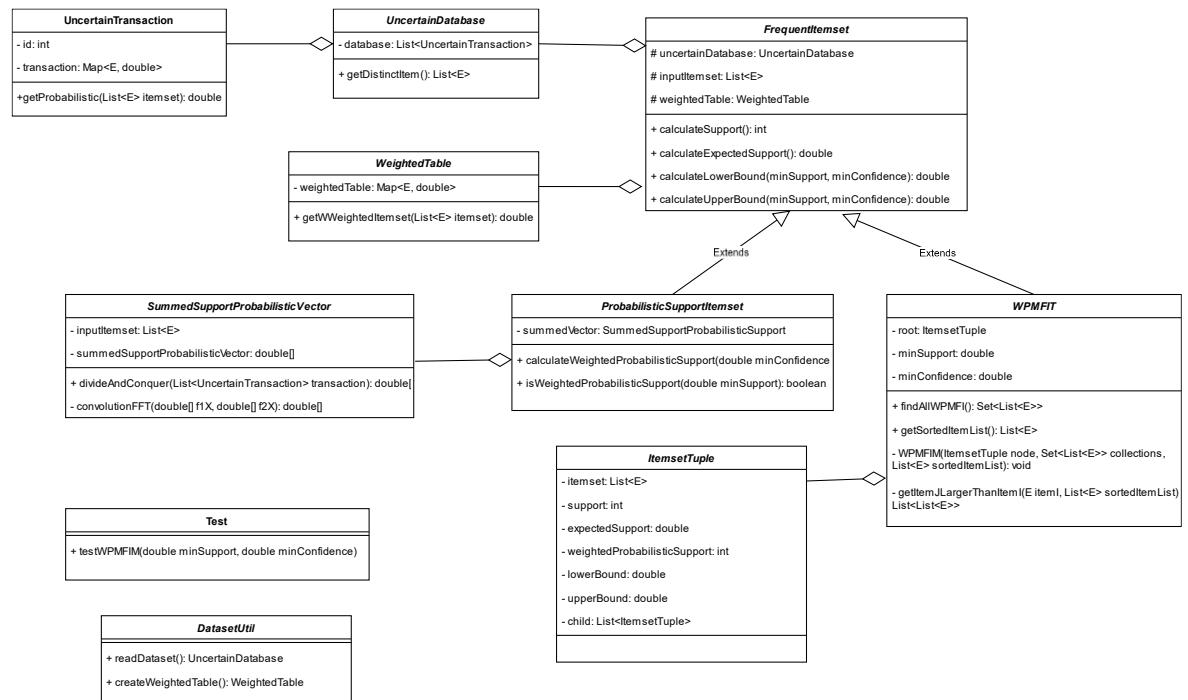 UncertainTransaction
- id: int
- transaction: Map<E, double>
+getProbabilistic(List<E> itemset): double
UncertainDatabase
- database: List<UncertainTransaction>
+ getDistinctItem(): List<E>
FrequentItemset
# uncertainDatabase: UncertainDatabase
# inputItemset: List<E>
# weightedTable: WeightedTable
+ calculateSupport(): int
+ calculateExpectedSupport(): double
+ calculateLowerBound(minSupport, minConfidence): double
+ calculateUpperBound(minSupport, minConfidence): double
WeightedTable
- weightedTable: Map<E, double>
+ getWWeightedItemset(List<E> itemset): double
Extends
Extends
SummedSupportProbabilisticVector
- inputItemset: List<E>
- summedSupportProbabilisticVector: double[]
+ divideAndConquer(List<UncertainTransaction> transaction): double[
- convolutionFFT(double[] f1X, double[] f2X): double[]
ProbabilisticSupportItemset
- summedVector: SummedSupportProbabilisticSupport
+ calculateWeightedProbabilisticSupport(double minConfidence
+ isWeightedProbabilisticSupport(double minSupport): boolean
WPMFIT
- root: ItemsetTuple
- minSupport: double
- minConfidence: double
+ findAllWPMFI(): Set<List<E>>
+ getSortedItemList(): List<E>
- WPMFIM(ItemsetTuple node, Set<List<E>> collections,
List<E> sortedItemList): void
- getItemJLargerThanItemI(E itemI, List<E> sortedItemList)
List<List<E>>
ItemsetTuple
- itemset: List<E>
- support: int
- expectedSupport: double
- weightedProbabilisticSupport: int
- lowerBound: double
- upperBound: double
- child: List<ItemsetTuple>
Test
+ testWPMFIM(double minSupport, double minConfidence)
DatasetUtil
+ readDataset(): UncertainDatabase
+ createWeightedTable(): WeightedTable